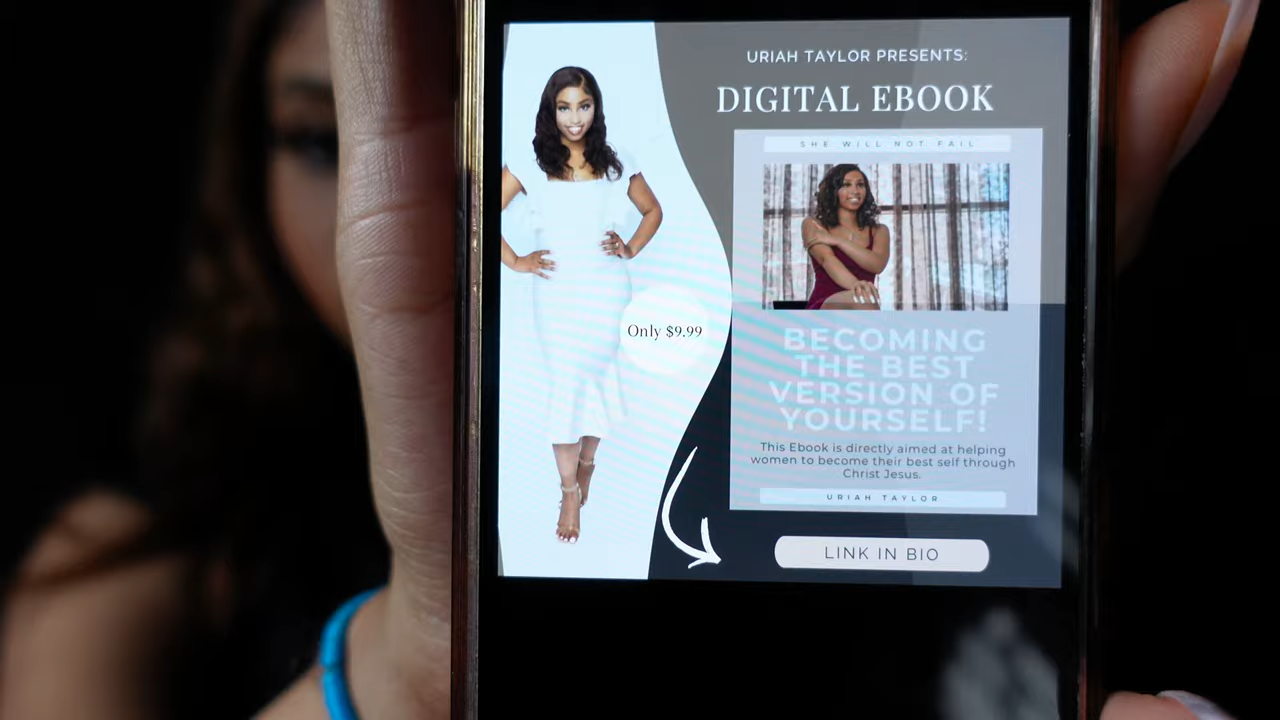 URIAH TAYLOR PRESENTS:
DIGITAL EBOOK
SHE WILL NOT FAIL
Only $9.99
BECOMING
THE BEST
VERSION OF
YOURSELF!
This Ebook is directly aimed at helping
women to become their best self through
Christ Jesus.
URIAH TAYLOR
LINK IN BIO